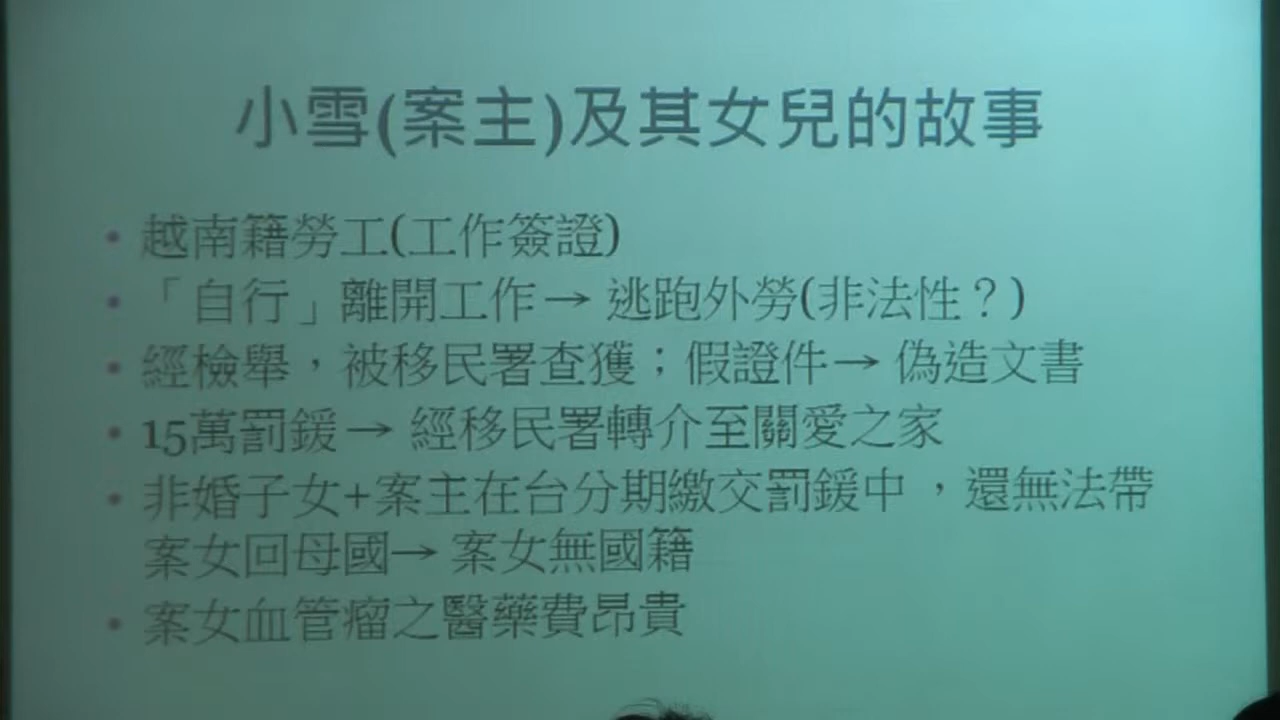 小雪(案主)及其女兒的故事
• 越南籍勞工(工作簽證)
• 「自行」離開工作→ 逃跑外勞(非法性？)
• 經檢舉，被移民署查獲；假證件→ 偽造文書
• 15萬罰鍰→ 經移民署轉介至關愛之家
• 非婚子女+案主在台分期繳交罰鍰中，還無法帶
案女回母國→ 案女無國籍
• 案女血管瘤之醫藥費昂貴